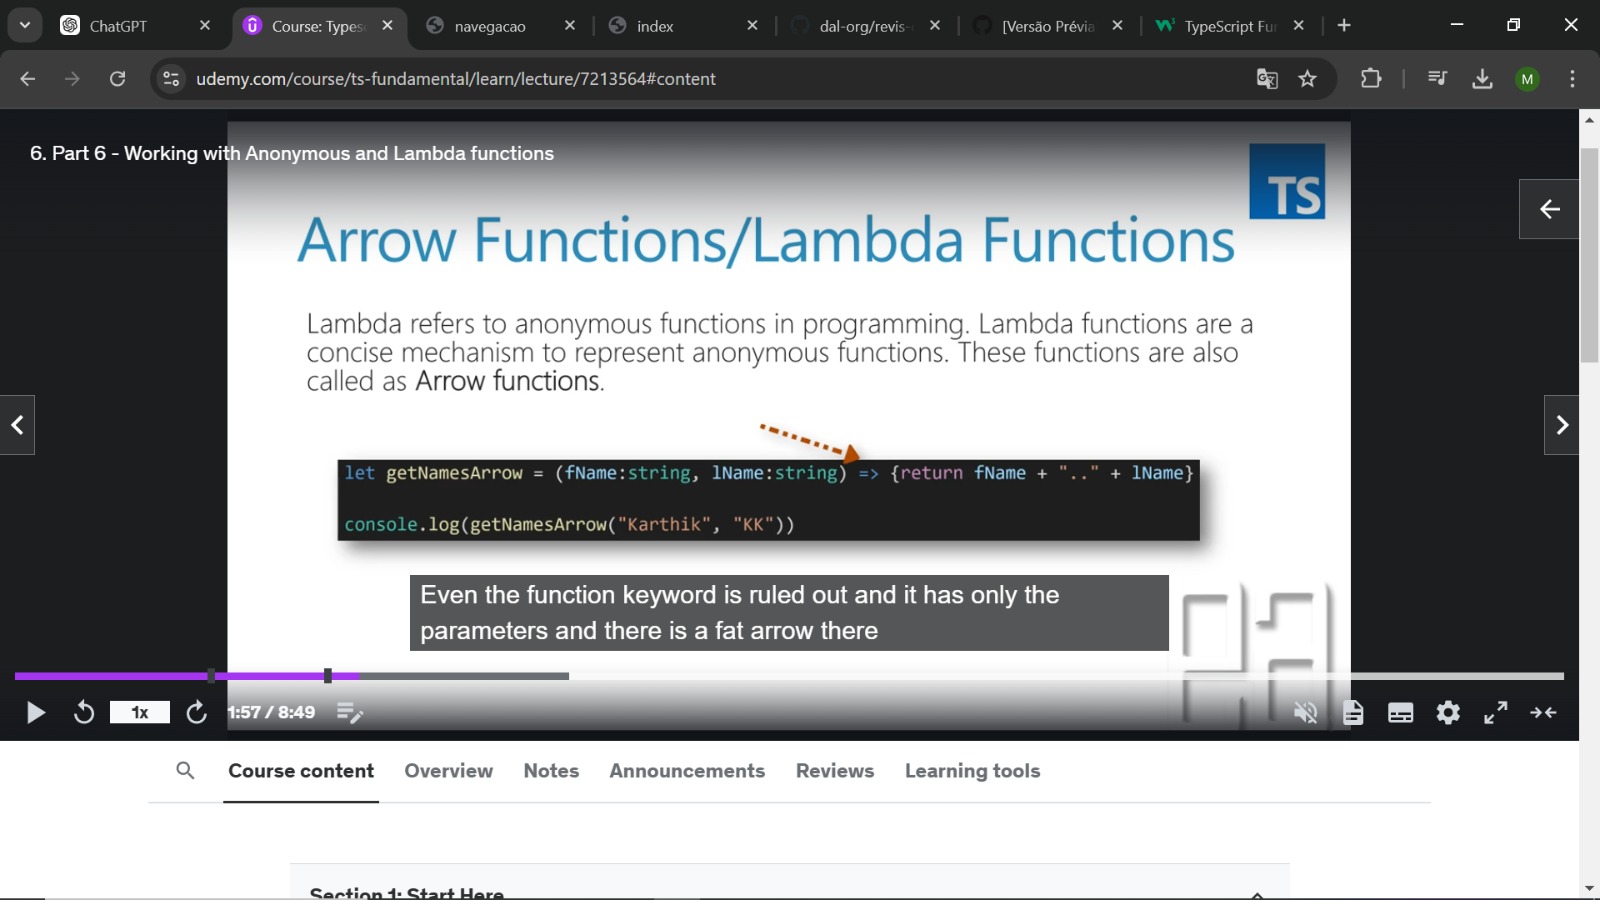 ChatGPT
Course: Types
navegacao
index
dal-org/revis-
[Versão Prévia
TypeScript Fu
udemy.com/course/ts-fundamental/learn/lecture/7213564#content
M
6. Part 6 - Working with Anonymous and Lambda functions
TS
Arrow Functions/Lambda Functions
Lambda refers to anonymous functions in programming. Lambda functions are a
concise mechanism to represent anonymous functions. These functions are also
called as Arrow functions.
let getNamesArrow = (fName:string, lName:string) => {return fName + ".." + lName}
console.log(getNamesArrow("Karthik", "KK"))
Even the function keyword is ruled out and it has only the
parameters and there is a fat arrow there
1x
1:57 / 8:49
Course content
Overview
Notes
Announcements
Reviews
Learning tools
Section 1: Start Here